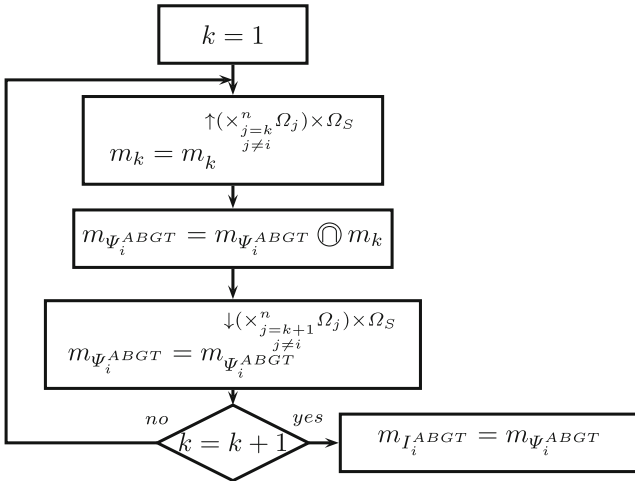 k = 1
m_k = m_k^{↑(×_{j=k, j≠i}^n Ω_j)×Ω_S}
m_{Ψ_i^{ABGT}} = m_{Ψ_i^{ABGT}} ⋒ m_k
m_{Ψ_i^{ABGT}} = m_{Ψ_i^{ABGT}}^{↓(×_{j=k+1, j≠i}^n Ω_j)×Ω_S}
no
yes
k = k + 1
m_{I_i^{ABGT}} = m_{Ψ_i^{ABGT}}